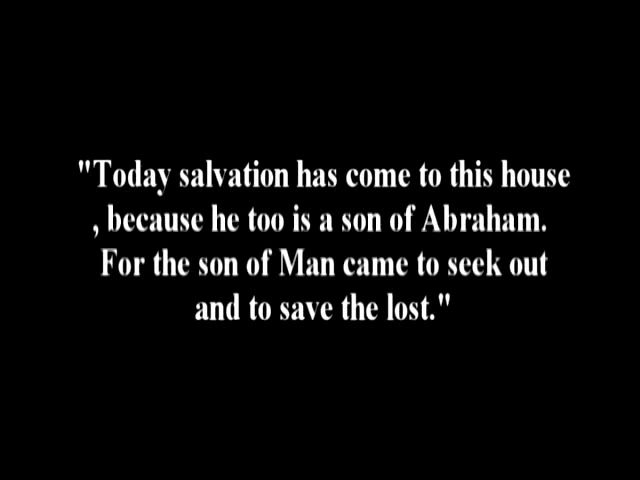 "Today salvation has come to this house
, because he too is a son of Abraham.
For the son of Man came to seek out
and to save the lost."